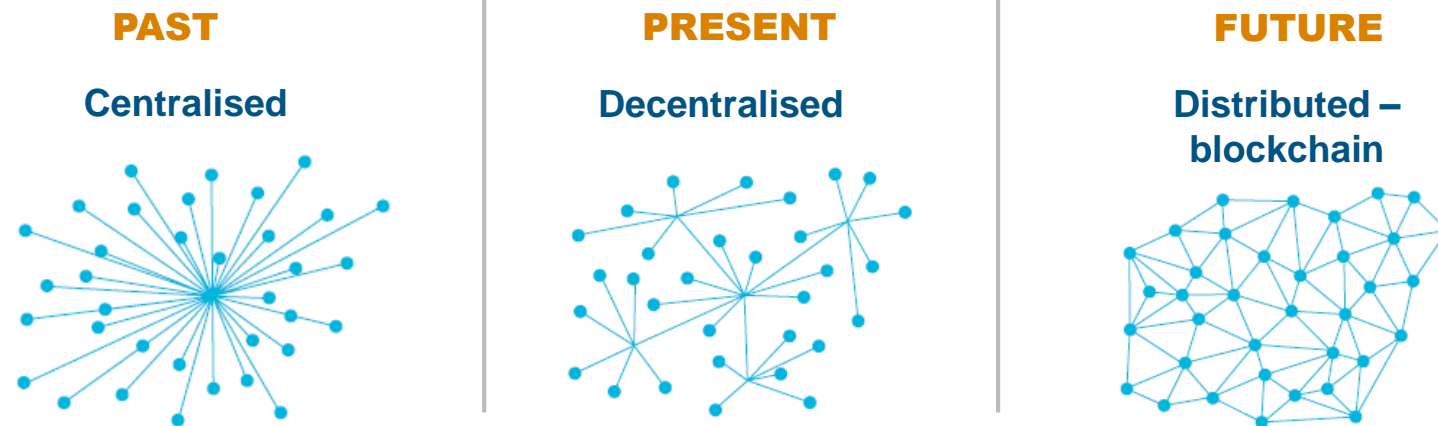 PAST
Centralised
PRESENT
Decentralised
FUTURE
Distributed –
blockchain